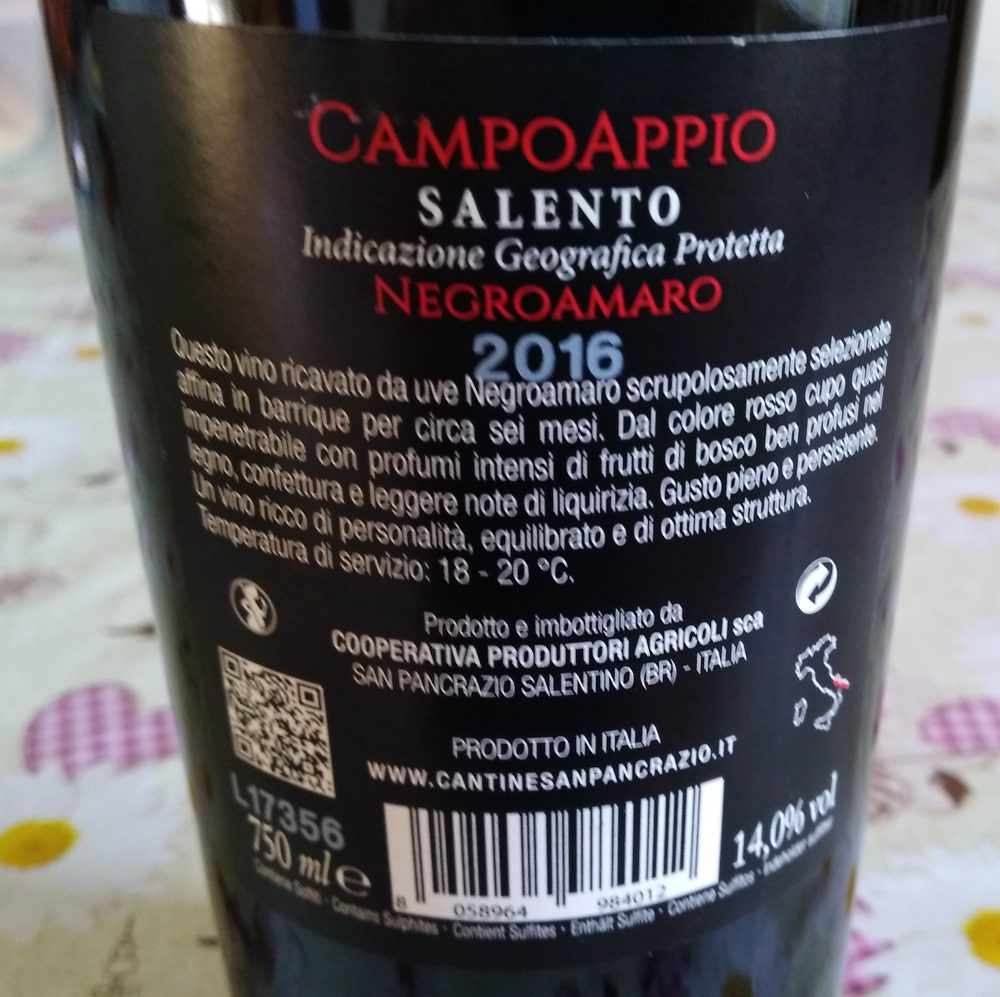 CAMPOAPPIO
SALENTO
Indicazione Geografica Protetta
NEGROAMARO
2016
Questo vino ricavato da uve Negroamaro scrupolosamente selezionate
affina in barrique per circa sei mesi. Dal colore rosso cupo quasi
impenetrabile con profumi intensi di frutti di bosco ben profusi nel
legno, confettura e leggere note di liquirizia. Gusto pieno e persistente.
Un vino ricco di personalità, equilibrato e di ottima struttura.
Temperatura di servizio: 18 - 20 °C.
Prodotto e imbottigliato da
COOPERATIVA PRODUTTORI AGRICOLI sca
SAN PANCRAZIO SALENTINO (BR) - ITALIA
PRODOTTO IN ITALIA
WWW.CANTINESANPANCRAZIO.IT
L17356
750 ml e
14,0% vol
8 058964 984012
Contains Sulphites · Contient Sulfites · Enthält Sulfite · Contiene Sulfitos ·